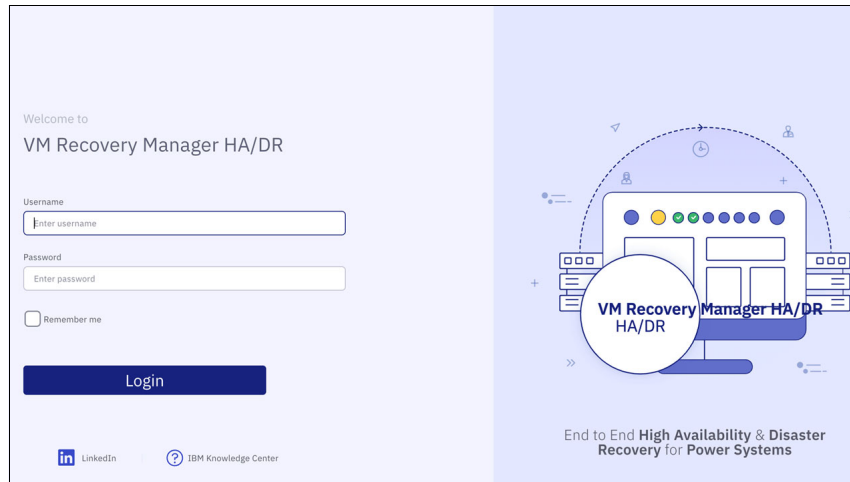 Welcome to
VM Recovery Manager HA/DR
Username
Enter username
Password
Enter password
Remember me
Login
in LinkedIn
? IBM Knowledge Center
VM Recovery Manager HA/DR
HA/DR
End to End High Availability & Disaster
Recovery for Power Systems